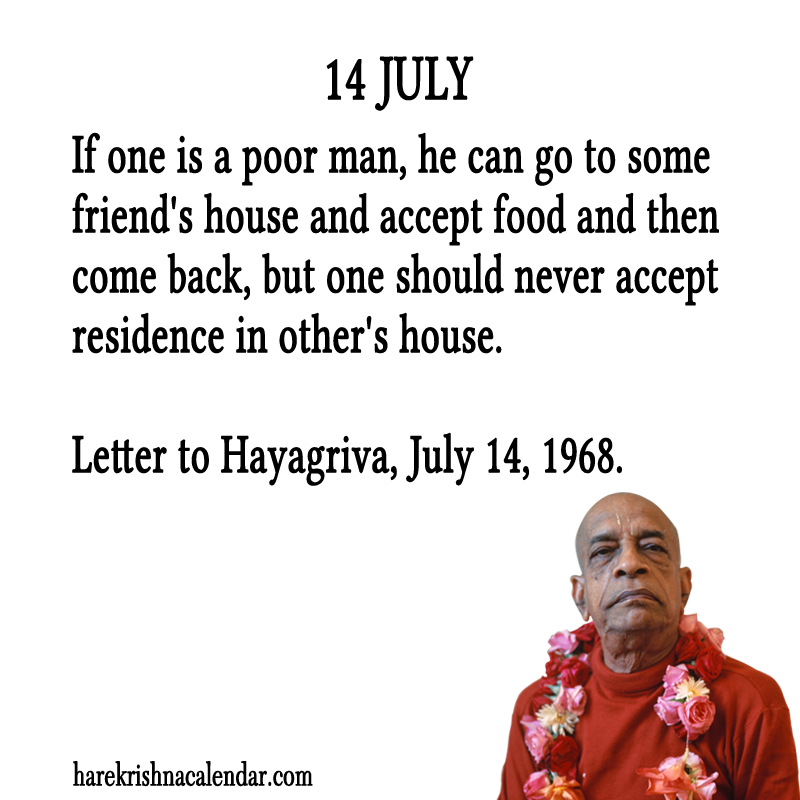 14 JULY
If one is a poor man, he can go to some
friend's house and accept food and then
come back, but one should never accept
residence in other's house.
Letter to Hayagriva, July 14, 1968.
harekrishnacalendar.com